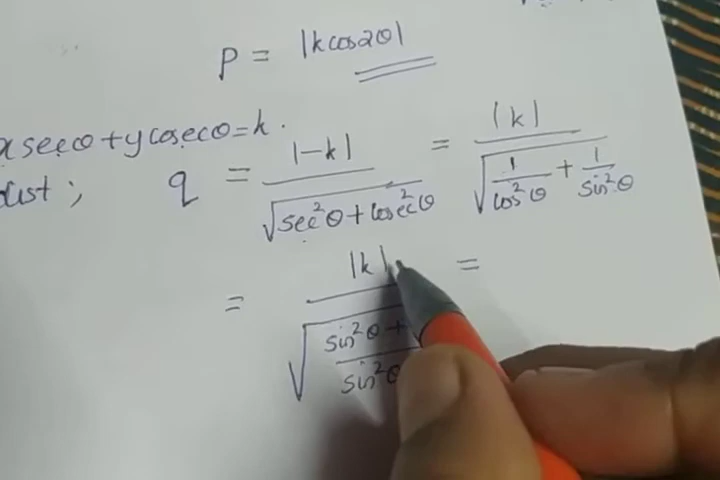 p = |kcos2θ|
x secθ + y cosecθ = k.
dist ; q = |-k| / √(sec²θ + cosec²θ) = |k| / √(1/cos²θ + 1/sin²θ)
= |k| / √(sin²θ + / sin²θ =